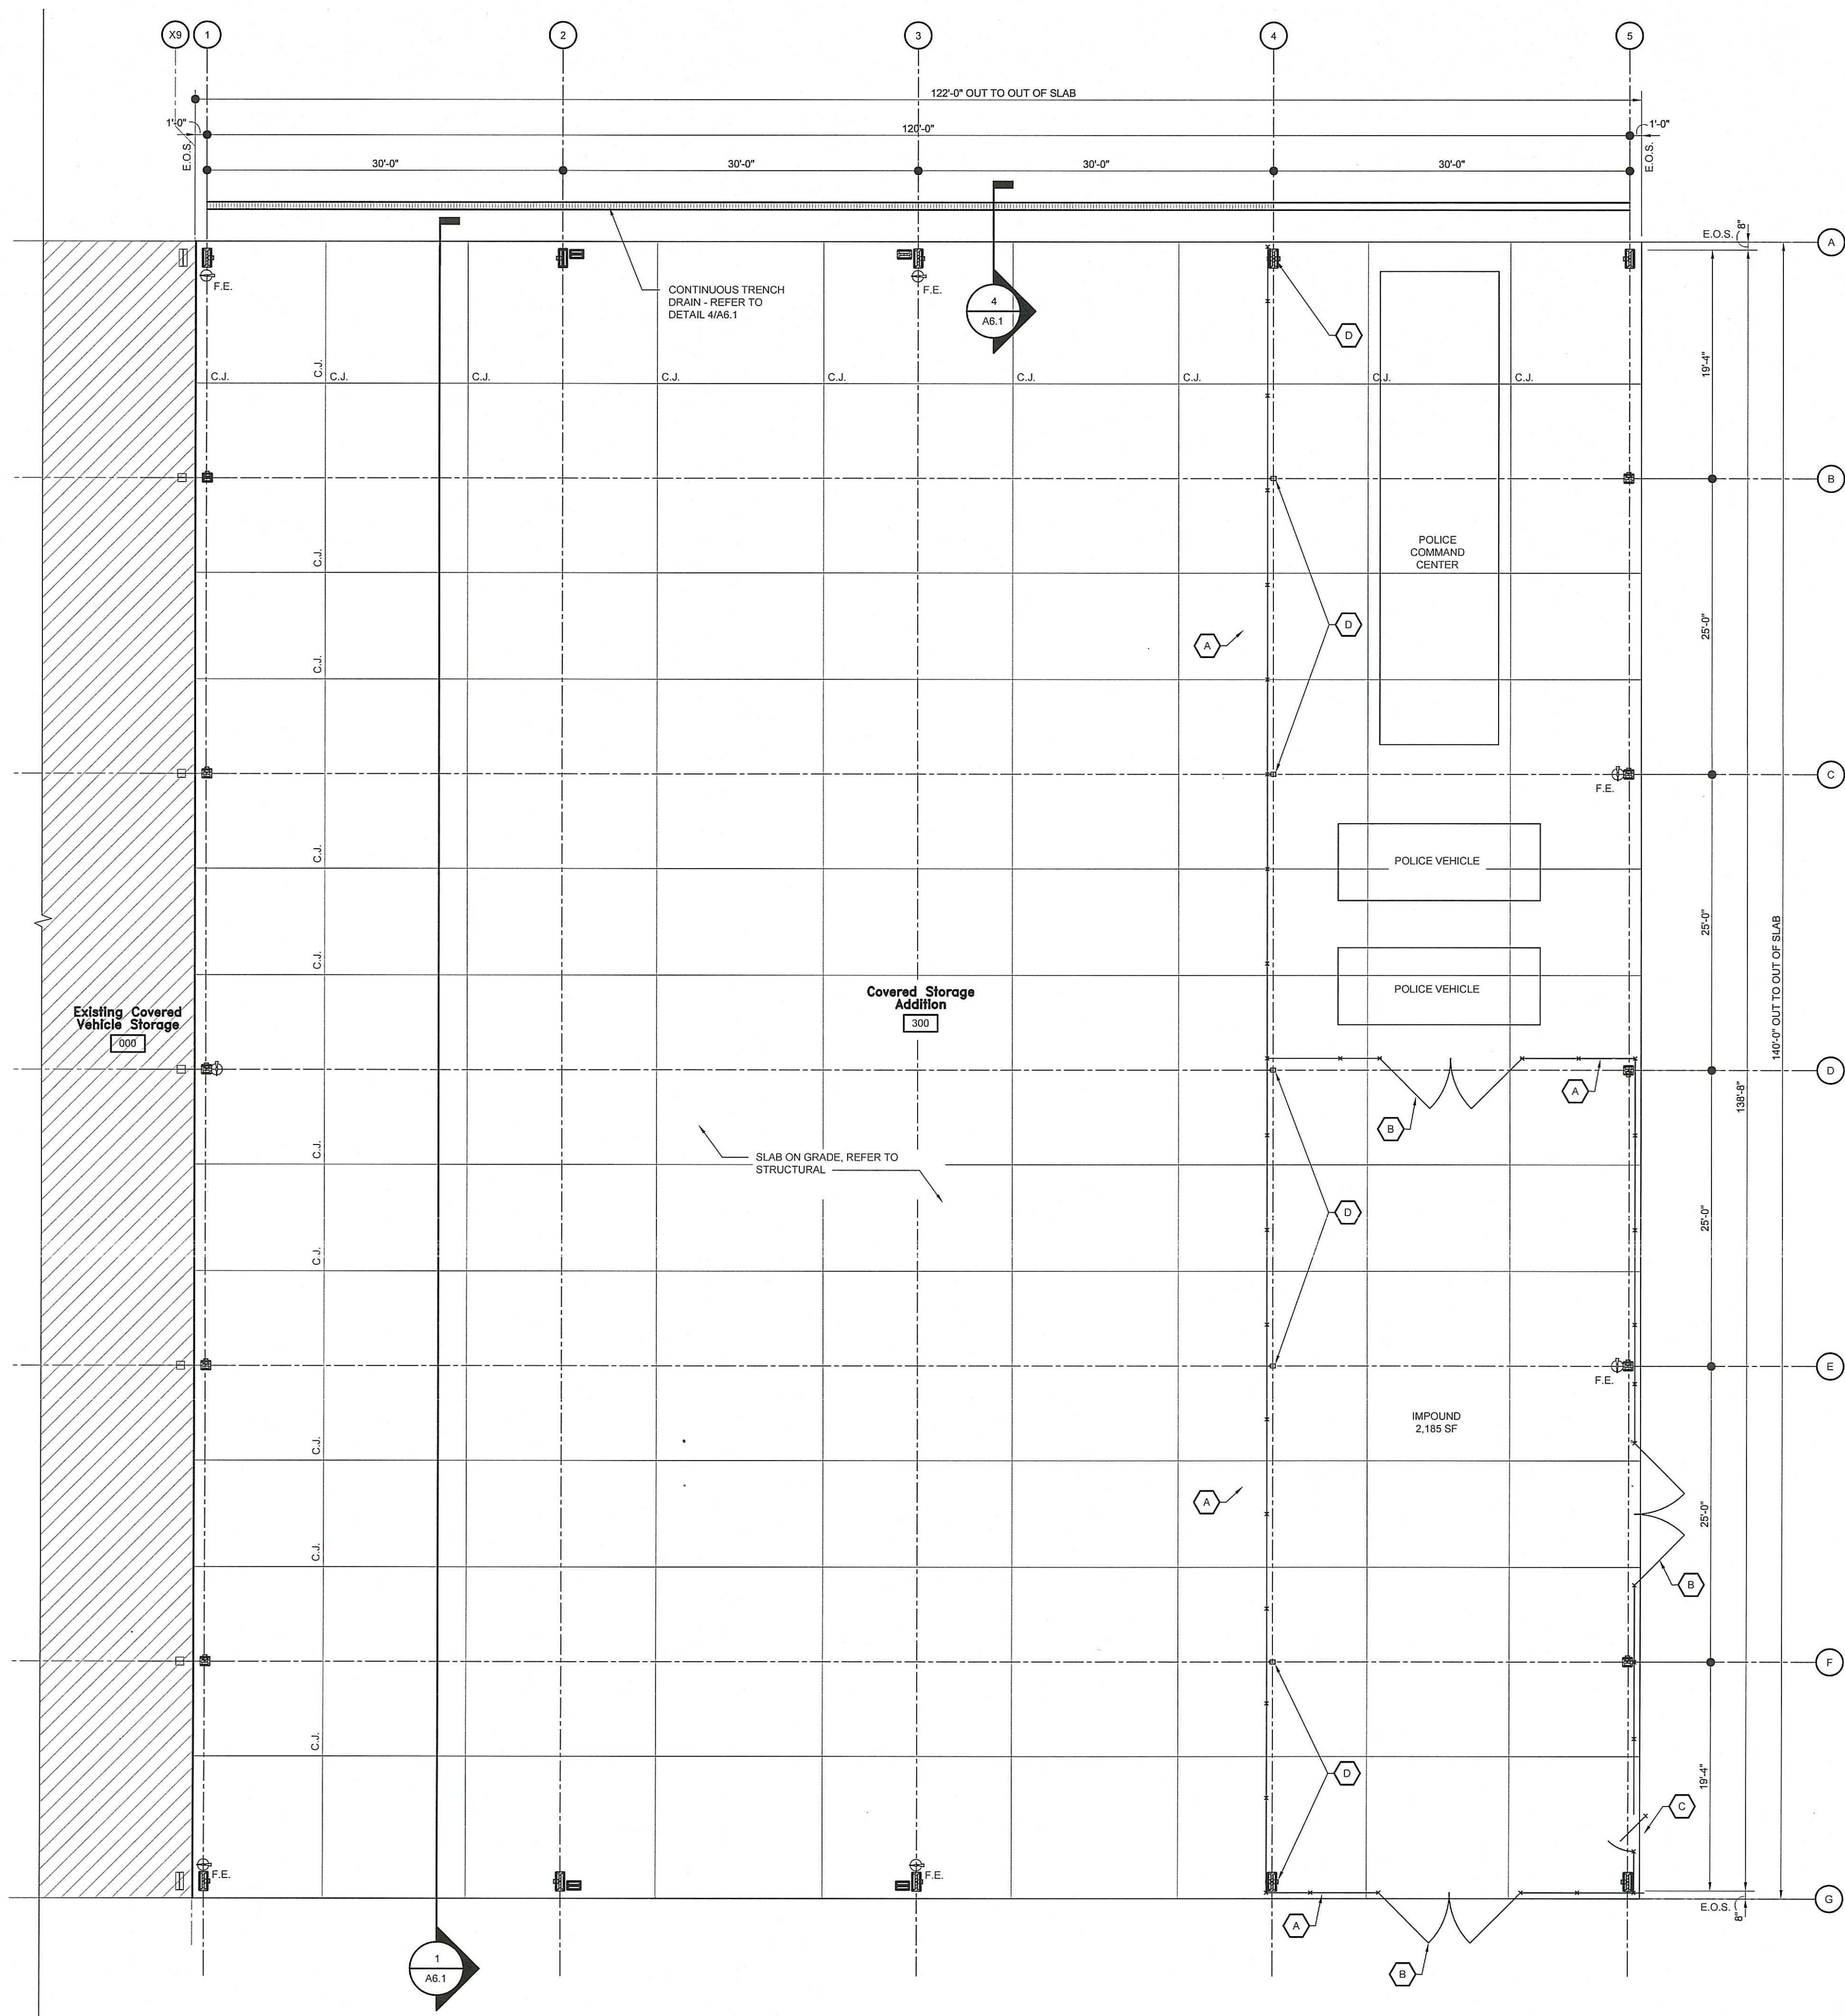 X9
1
2
3
4
5
122'-0" OUT TO OUT OF SLAB
1'-0"
120'-0"
1'-0"
E.O.S.
30'-0"
30'-0"
30'-0"
30'-0"
E.O.S.
E.O.S.
8"
A
F.E.
F.E.
CONTINUOUS TRENCH
DRAIN - REFER TO
DETAIL 4/A6.1
4
A6.1
D
19'-4"
C.J.
C.J.
C.J.
C.J.
C.J.
C.J.
C.J.
C.J.
C.J.
C.J.
B
POLICE
COMMAND
CENTER
C.J.
D
25'-0"
A
C.J.
C
F.E.
C.J.
POLICE VEHICLE
25'-0"
140'-0" OUT TO OUT OF SLAB
C.J.
POLICE VEHICLE
Existing Covered
Vehicle Storage
000
Covered Storage
Addition
300
D
A
138'-8"
B
C.J.
SLAB ON GRADE, REFER TO
STRUCTURAL
D
25'-0"
C.J.
E
F.E.
IMPOUND
2,185 SF
C.J.
A
25'-0"
C.J.
B
F
C.J.
D
19'-4"
C
F.E.
F.E.
G
E.O.S.
8"
A
1
A6.1
B